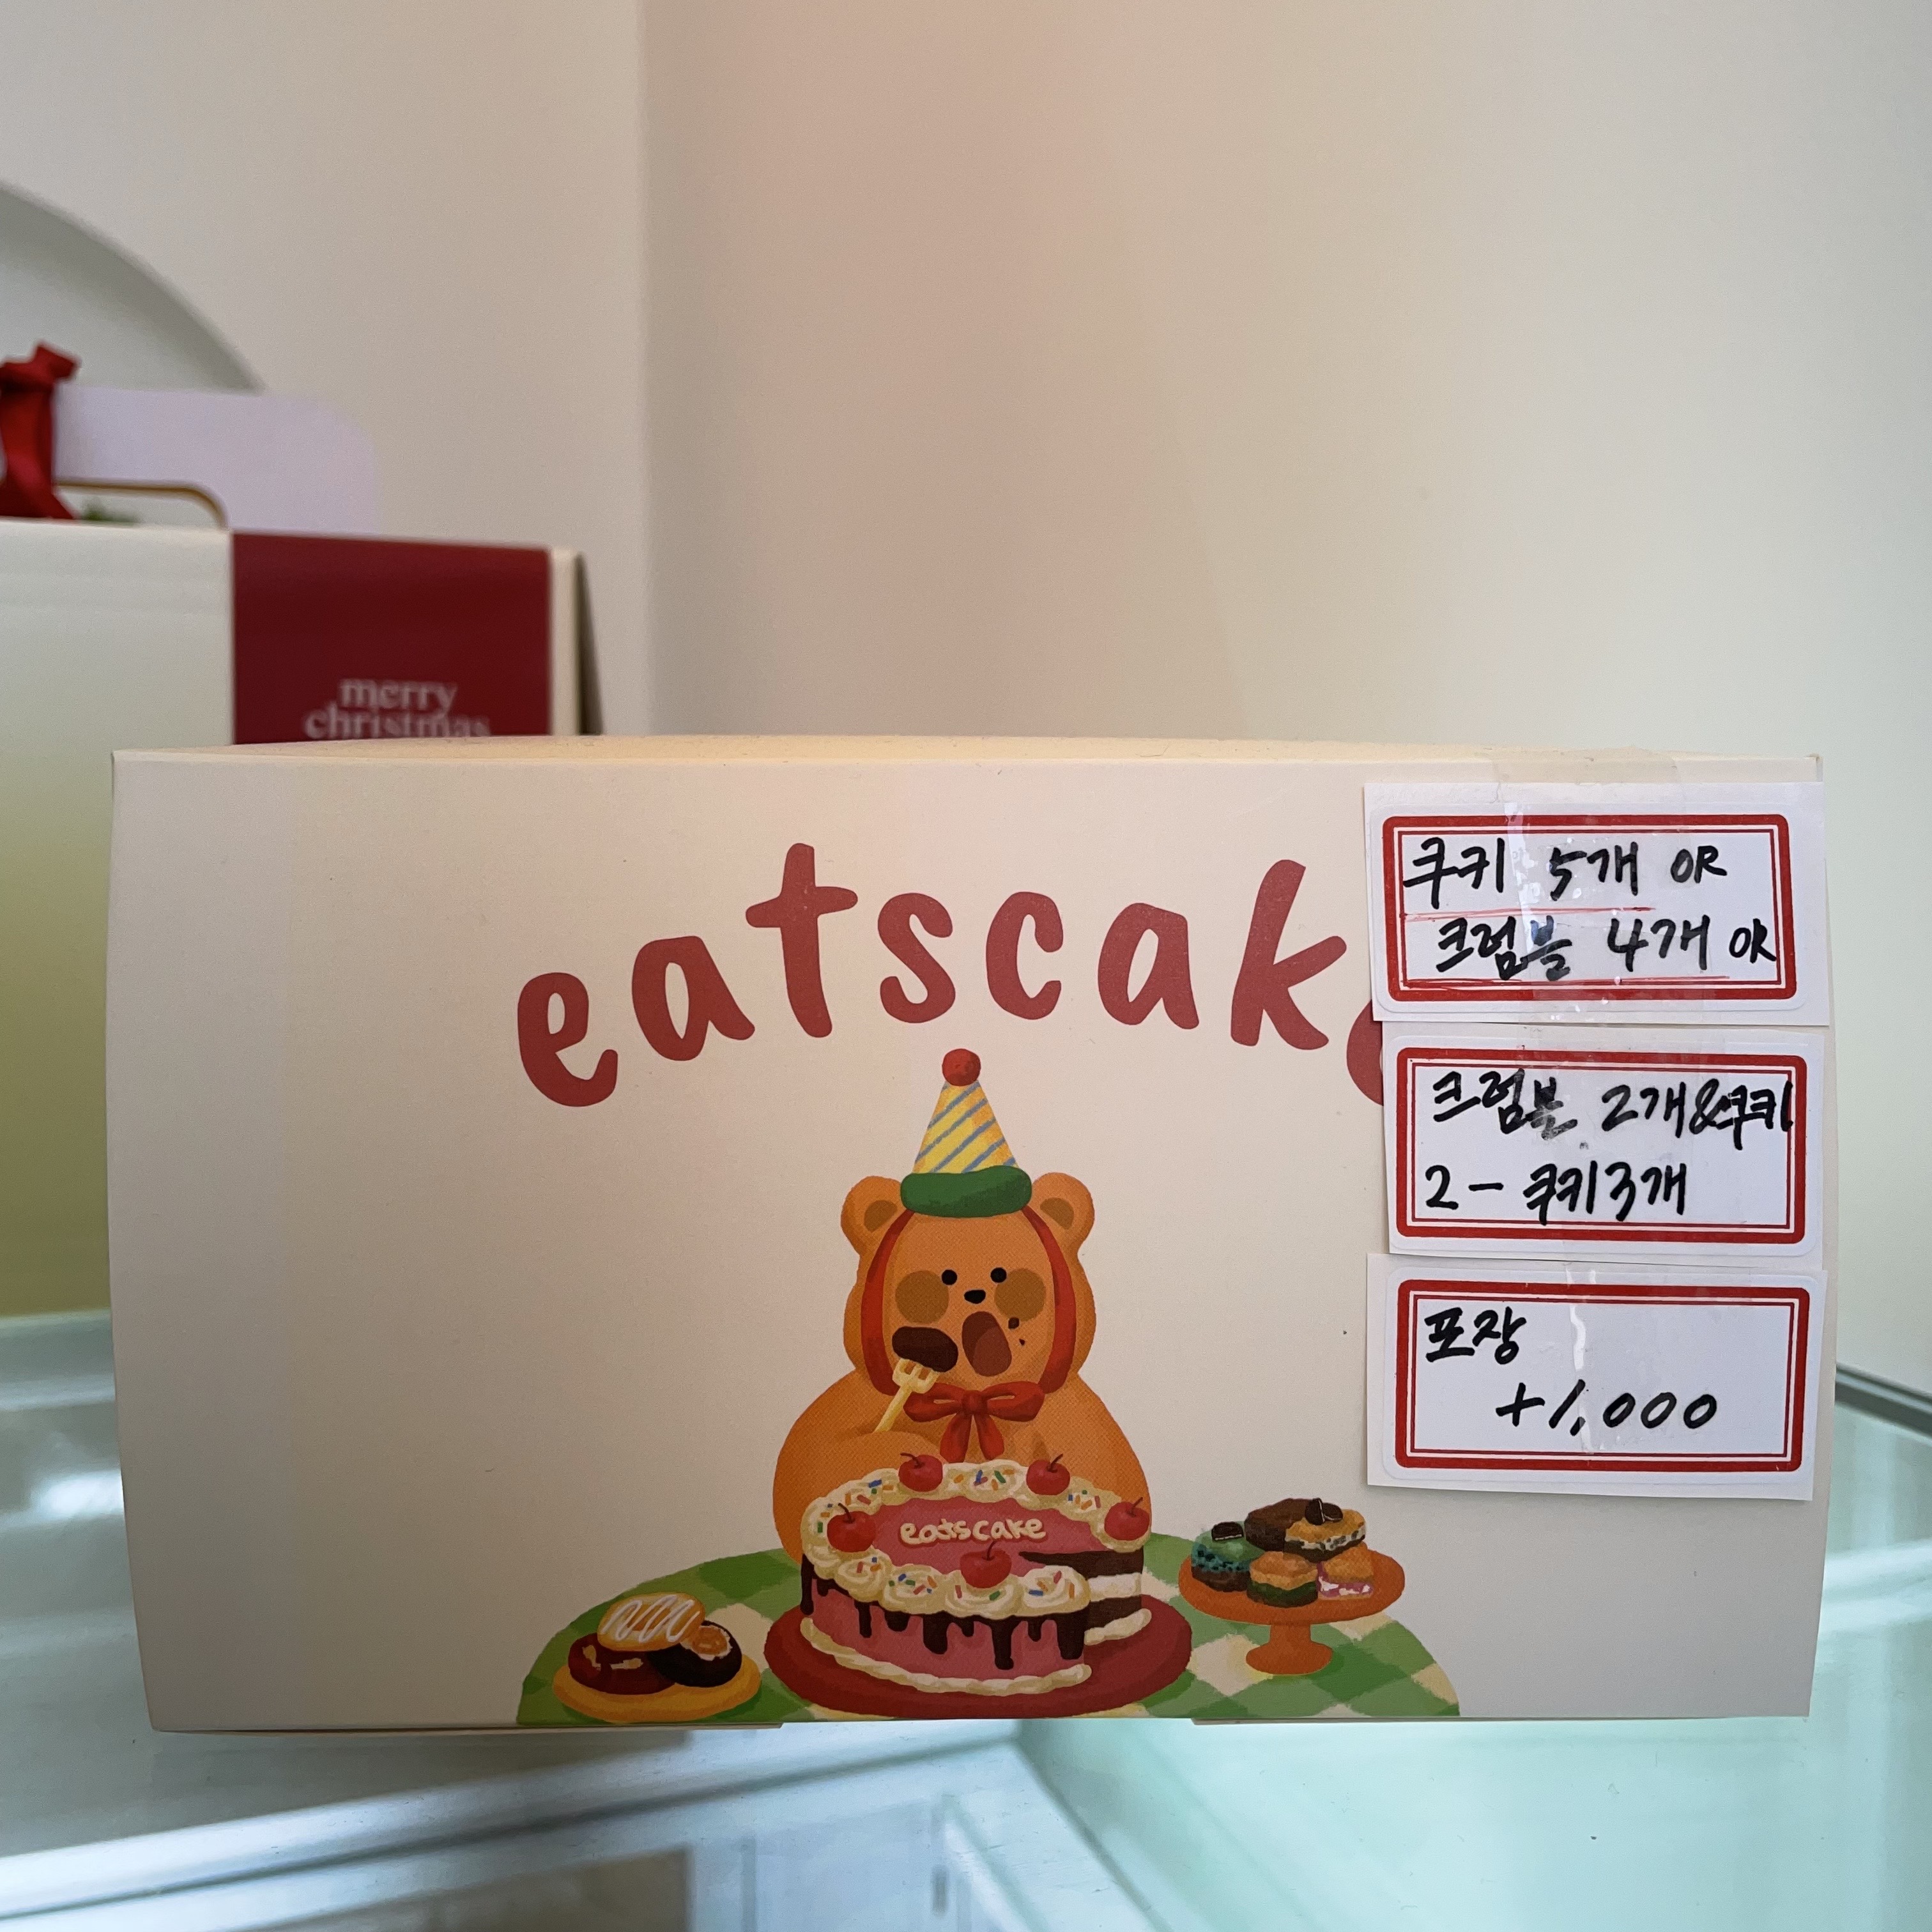 merry
christmas
eatscake
쿠키 5개 OR
크럼블 4개 OR
크럼블 2개&쿠키
2-쿠키3개
포장
+1,000
eatscake